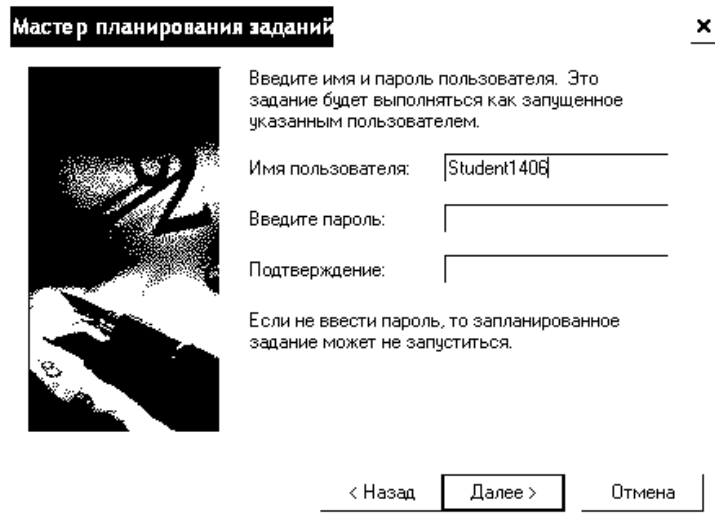 Мастер планирования заданий
Введите имя и пароль пользователя. Это
задание будет выполняться как запущенное
указанным пользователем.
Имя пользователя: Student1406
Введите пароль:
Подтверждение:
Если не ввести пароль, то запланированное
задание может не запуститься.
< Назад Далее > Отмена